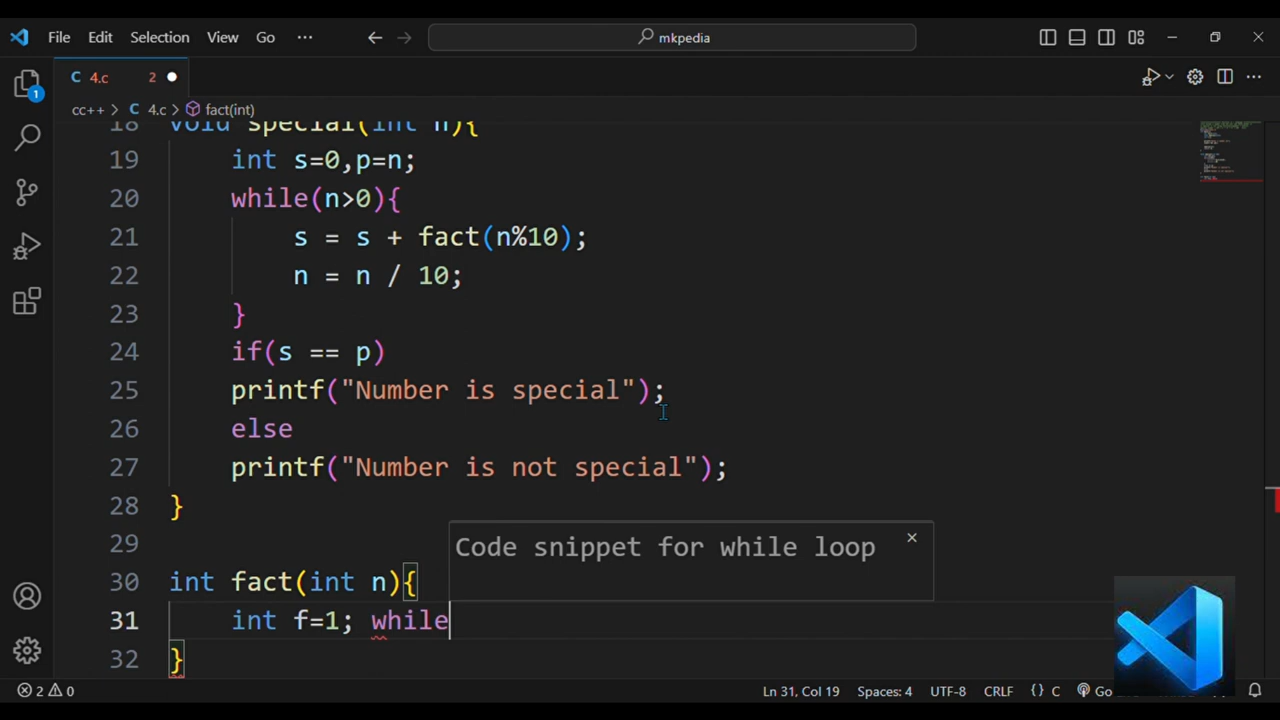 File Edit Selection View Go ··· mkpedia
C 4.c 2
cc++ > C 4.c > fact(int)
18 void special(int n){
19 int s=0,p=n;
20 while(n>0){
21 s = s + fact(n%10);
22 n = n / 10;
23 }
24 if(s == p)
25 printf("Number is special");
26 else
27 printf("Number is not special");
28 }
29
Code snippet for while loop
30 int fact(int n){
31 int f=1; while
32 }
1
2 0 Ln 31, Col 19 Spaces: 4 UTF-8 CRLF {} C Go